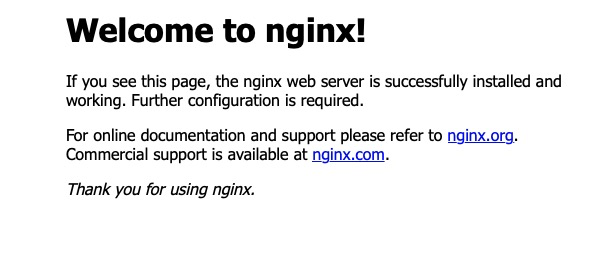 Welcome to nginx!
If you see this page, the nginx web server is successfully installed and
working. Further configuration is required.
For online documentation and support please refer to nginx.org.
Commercial support is available at nginx.com.
Thank you for using nginx.